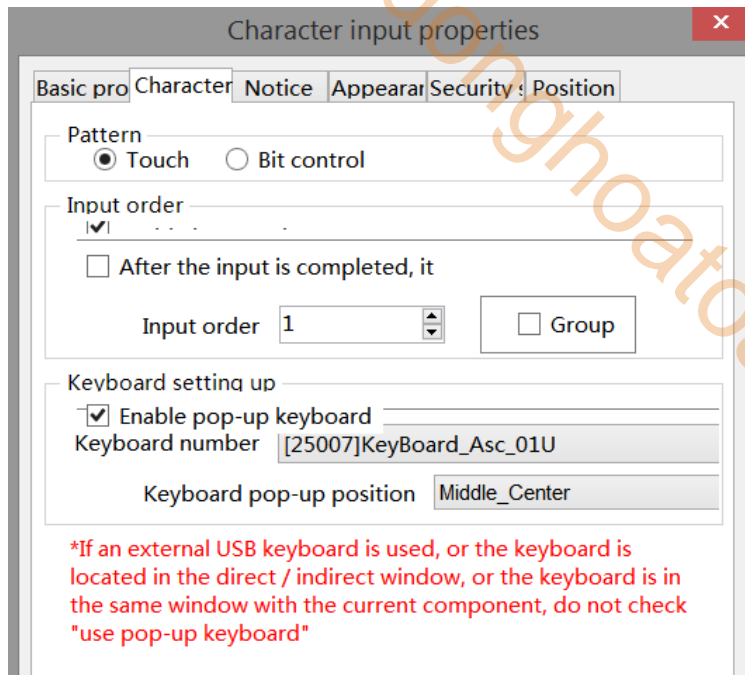 Character input properties
×
Basic pro Character Notice Appearar Security s Position
Pattern
Touch Bit control
Input order
After the input is completed, it
Input order 1 Group
Keyboard setting up
Enable pop-up keyboard
Keyboard number [25007]KeyBoard_Asc_01U
Keyboard pop-up position Middle_Center
*If an external USB keyboard is used, or the keyboard is
located in the direct / indirect window, or the keyboard is in
the same window with the current component, do not check
"use pop-up keyboard"